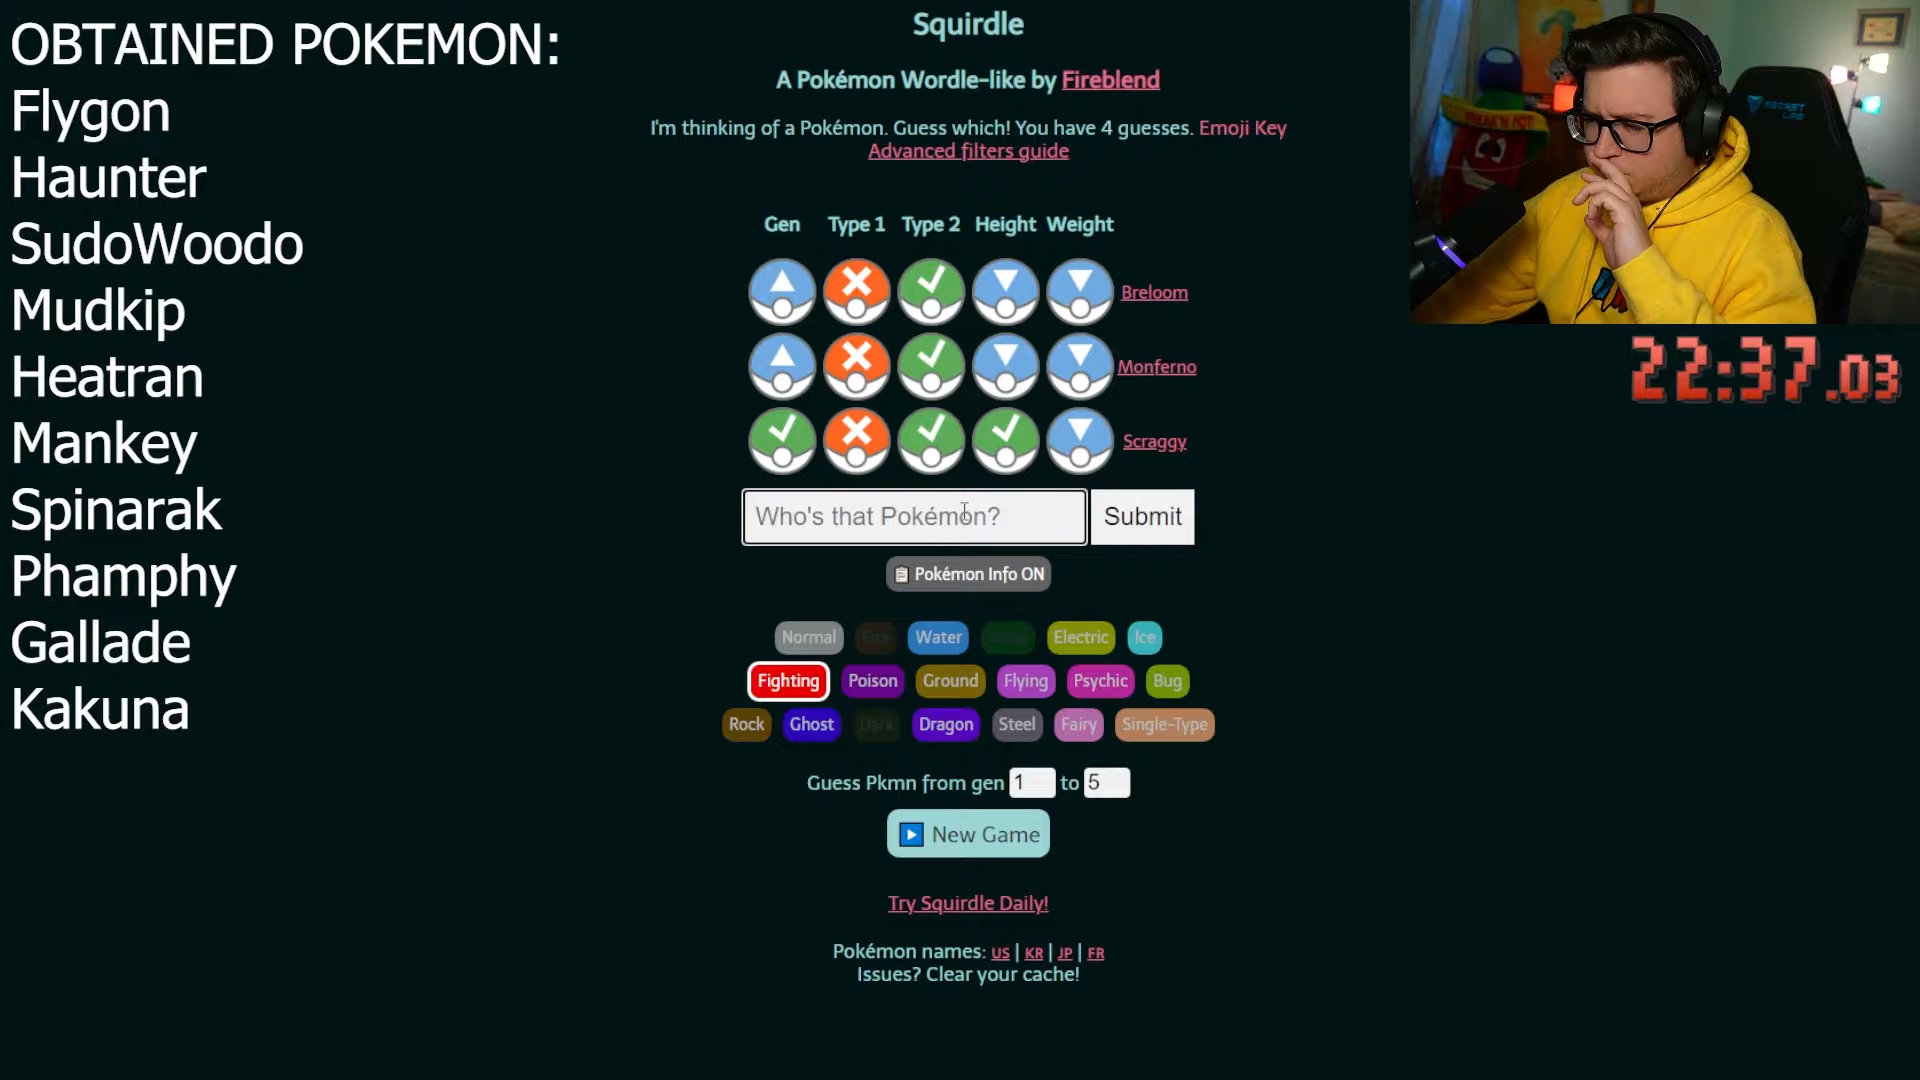 OBTAINED POKEMON:
Flygon
Haunter
SudoWoodo
Mudkip
Heatran
Mankey
Spinarak
Phamphy
Gallade
Kakuna
Squirdle
A Pokémon Wordle-like by Fireblend
I'm thinking of a Pokémon. Guess which! You have 4 guesses. Emoji Key
Advanced filters guide
Gen Type 1 Type 2 Height Weight
Breloom
Monferno
Scraggy
Who's that Pokémon? Submit
Pokémon Info ON
Normal Fire Water Electric Ice
Fighting Poison Ground Flying Psychic Bug
Rock Ghost Dark Dragon Steel Fairy Single-Type
Guess Pkmn from gen 1 to 5
New Game
Try Squirdle Daily!
Pokémon names: US | KR | JP | FR
Issues? Clear your cache!
SECRET LAB
22:37.03